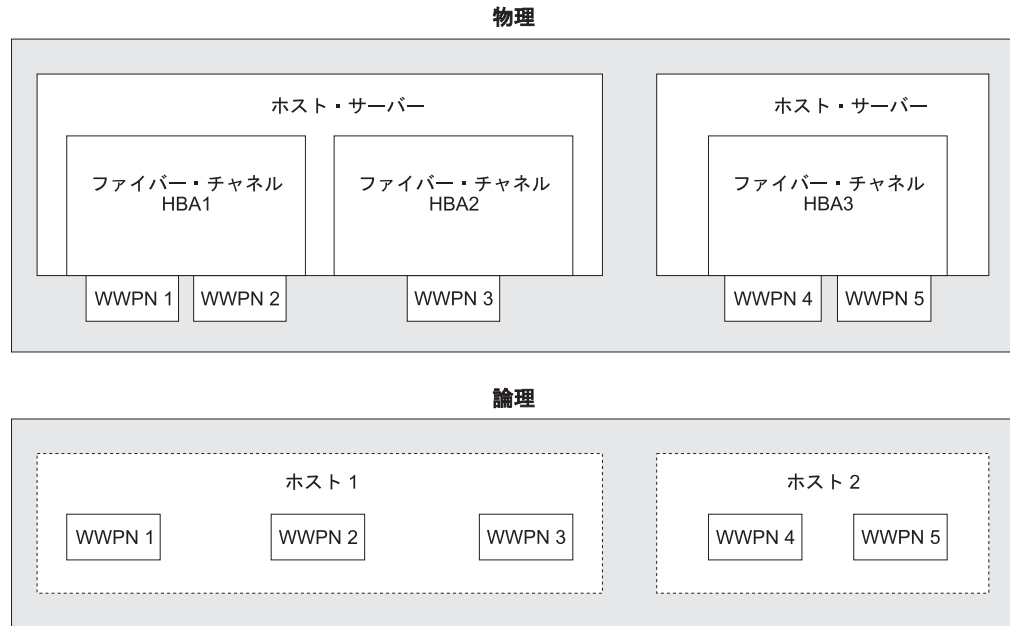 物理
ホスト・サーバー
ホスト・サーバー
ファイバー・チャネル
HBA1
ファイバー・チャネル
HBA2
ファイバー・チャネル
HBA3
WWPN 1
WWPN 2
WWPN 3
WWPN 4
WWPN 5
論理
ホスト 1
ホスト 2
WWPN 1
WWPN 2
WWPN 3
WWPN 4
WWPN 5